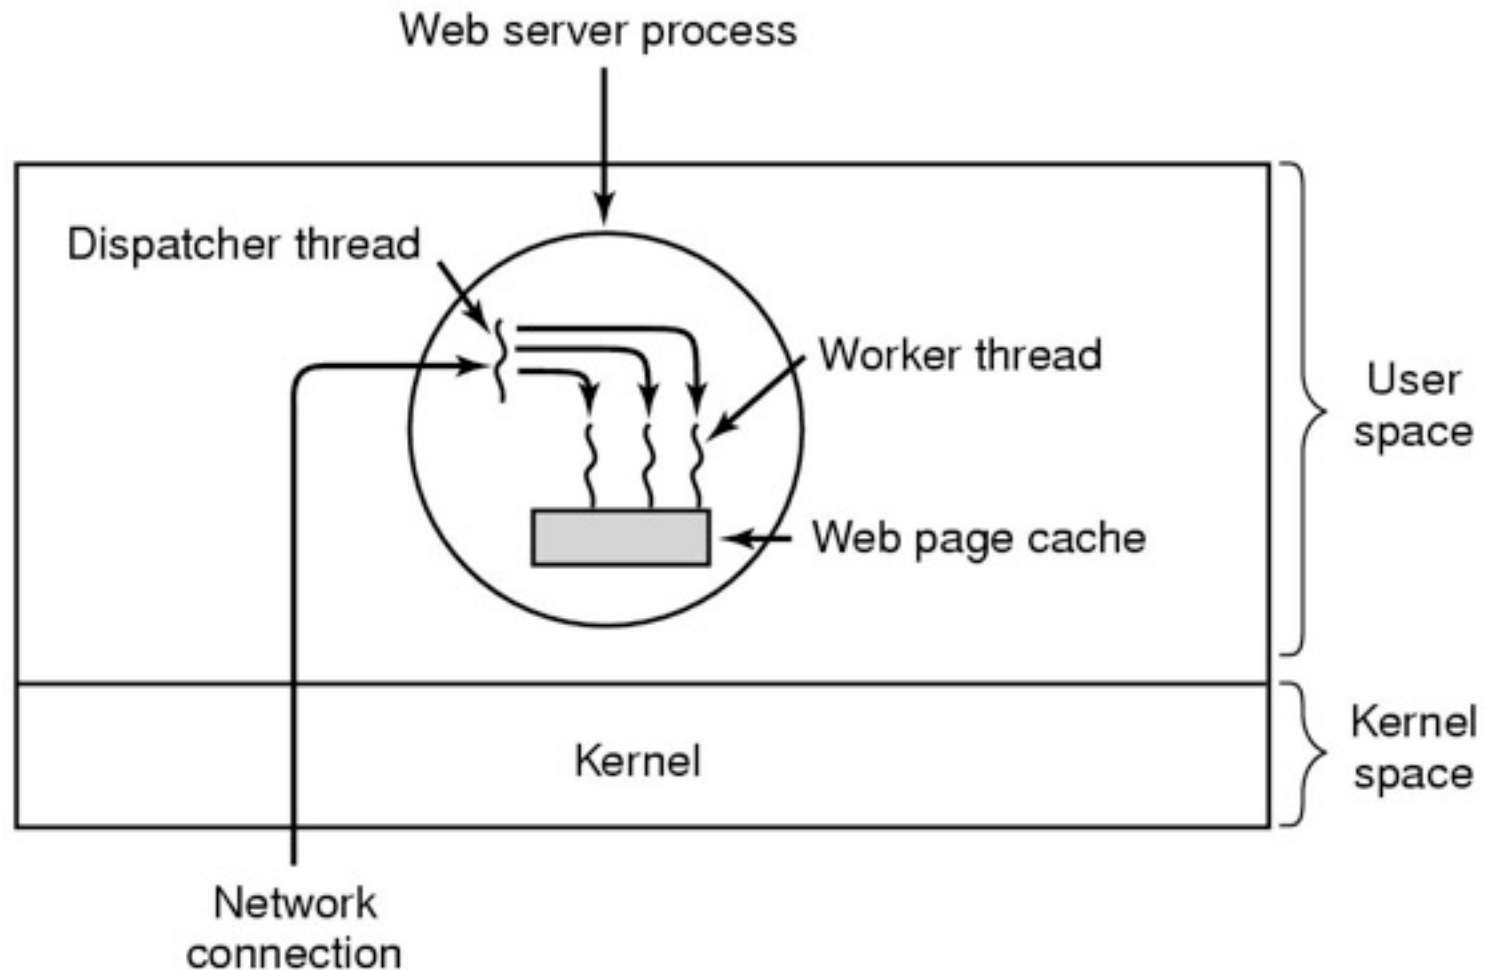 Web server process
Dispatcher thread
Worker thread
User
space
Web page cache
Kernel
Kernel
space
Network
connection